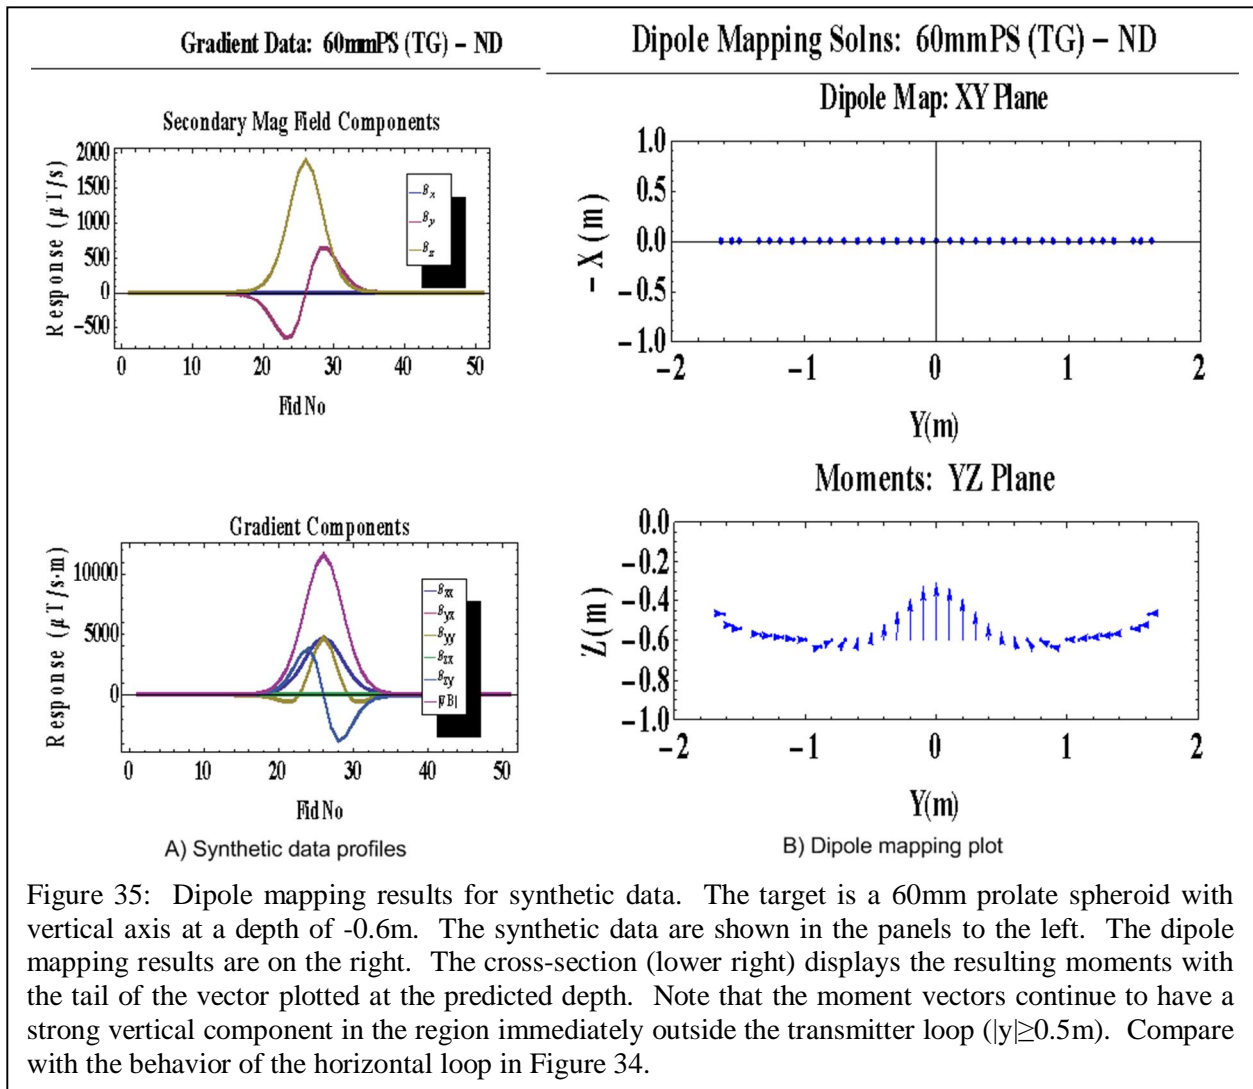 Gradient Data: 60mmPS (TG) – ND
Secondary Mag Field Components
Response (µT/s)
2000
1500
1000
500
0
−500
Bx
By
Bz
0 10 20 30 40 50
Fid No
Gradient Components
Response (µT/s·m)
10000
5000
0
Bxx
Byx
Byy
Bzx
Bzy
|∇B|
0 10 20 30 40 50
Fid No
A) Synthetic data profiles
Dipole Mapping Solns: 60mmPS (TG) – ND
Dipole Map: XY Plane
−X (m)
1.0
0.5
0.0
−0.5
−1.0
−2 −1 0 1 2
Y(m)
Moments: YZ Plane
Z(m)
0.0
−0.2
−0.4
−0.6
−0.8
−1.0
−2 −1 0 1 2
Y(m)
B) Dipole mapping plot
Figure 35: Dipole mapping results for synthetic data. The target is a 60mm prolate spheroid with
vertical axis at a depth of -0.6m. The synthetic data are shown in the panels to the left. The dipole
mapping results are on the right. The cross-section (lower right) displays the resulting moments with
the tail of the vector plotted at the predicted depth. Note that the moment vectors continue to have a
strong vertical component in the region immediately outside the transmitter loop (|y|≥0.5m). Compare
with the behavior of the horizontal loop in Figure 34.